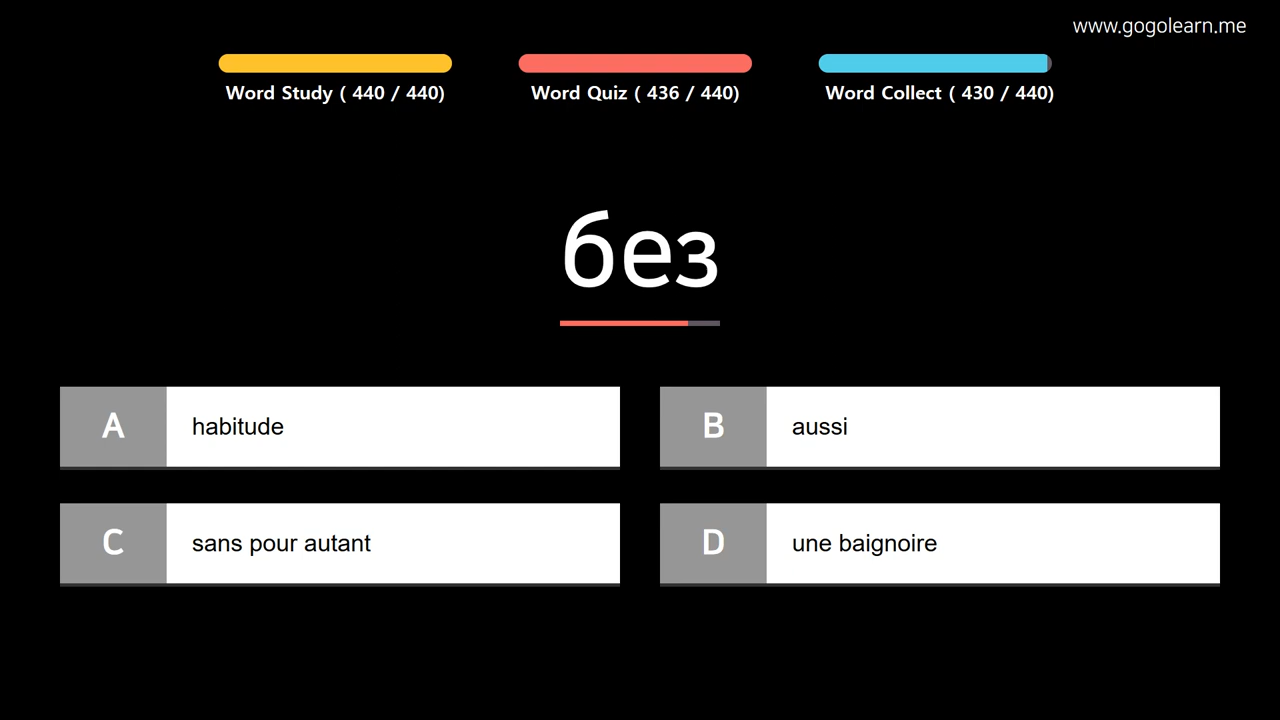 www.gogolearn.me
Word Study ( 440 / 440)
Word Quiz ( 436 / 440)
Word Collect ( 430 / 440)
без
A habitude
B aussi
C sans pour autant
D une baignoire